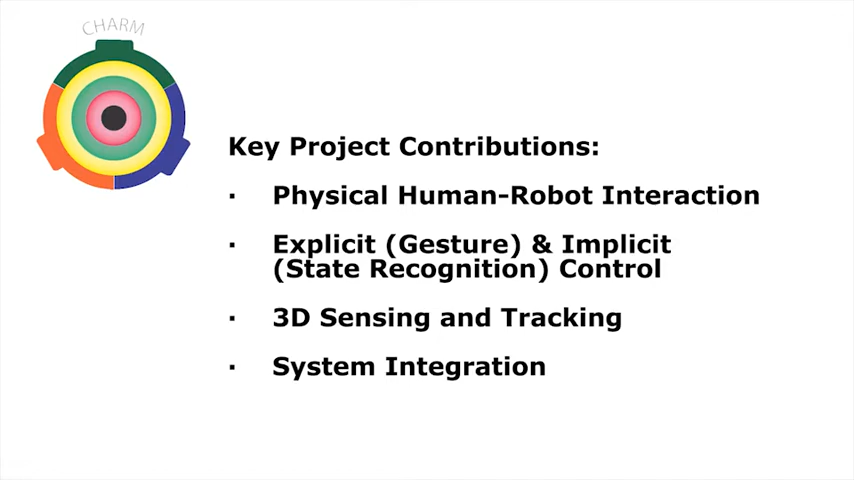 CHARM
Key Project Contributions:
· Physical Human-Robot Interaction
· Explicit (Gesture) & Implicit
(State Recognition) Control
· 3D Sensing and Tracking
· System Integration